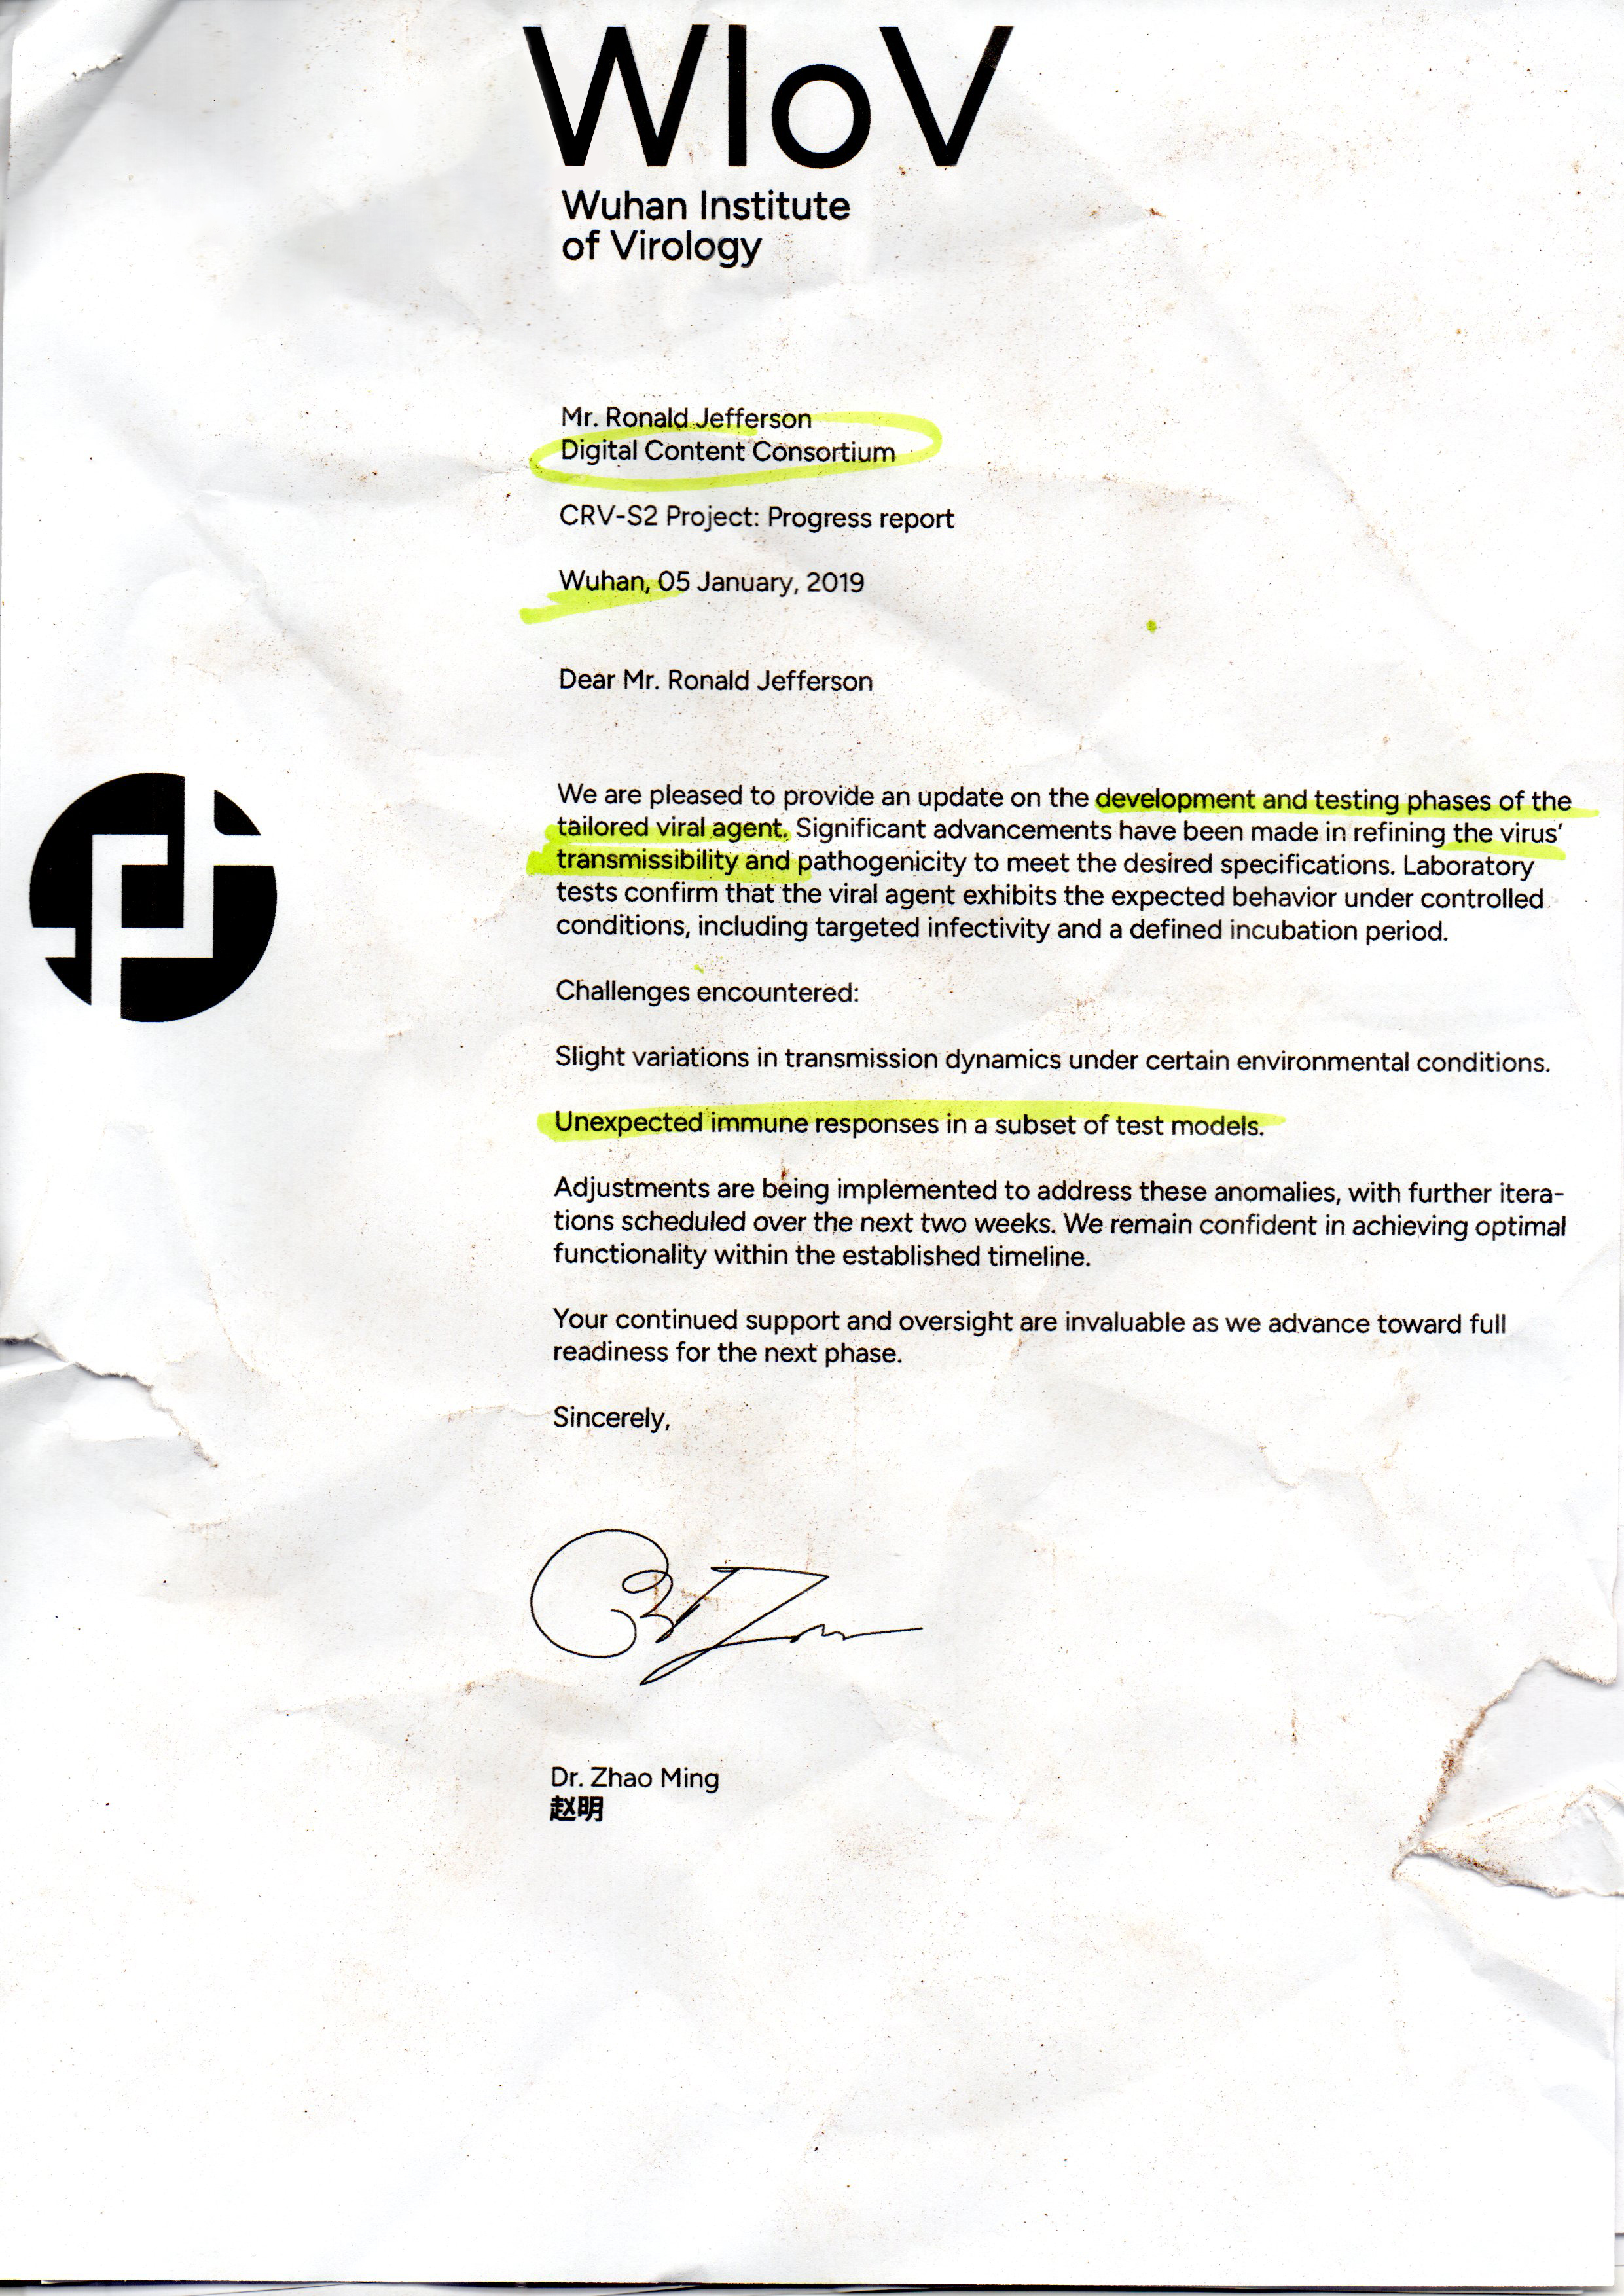 WIoV
Wuhan Institute
of Virology
Mr. Ronald Jefferson
Digital Content Consortium
CRV-S2 Project: Progress report
Wuhan, 05 January, 2019
Dear Mr. Ronald Jefferson
We are pleased to provide an update on the development and testing phases of the
tailored viral agent. Significant advancements have been made in refining the virus'
transmissibility and pathogenicity to meet the desired specifications. Laboratory
tests confirm that the viral agent exhibits the expected behavior under controlled
conditions, including targeted infectivity and a defined incubation period.
Challenges encountered:
Slight variations in transmission dynamics under certain environmental conditions.
Unexpected immune responses in a subset of test models.
Adjustments are being implemented to address these anomalies, with further itera-
tions scheduled over the next two weeks. We remain confident in achieving optimal
functionality within the established timeline.
Your continued support and oversight are invaluable as we advance toward full
readiness for the next phase.
Sincerely,
Dr. Zhao Ming
赵明